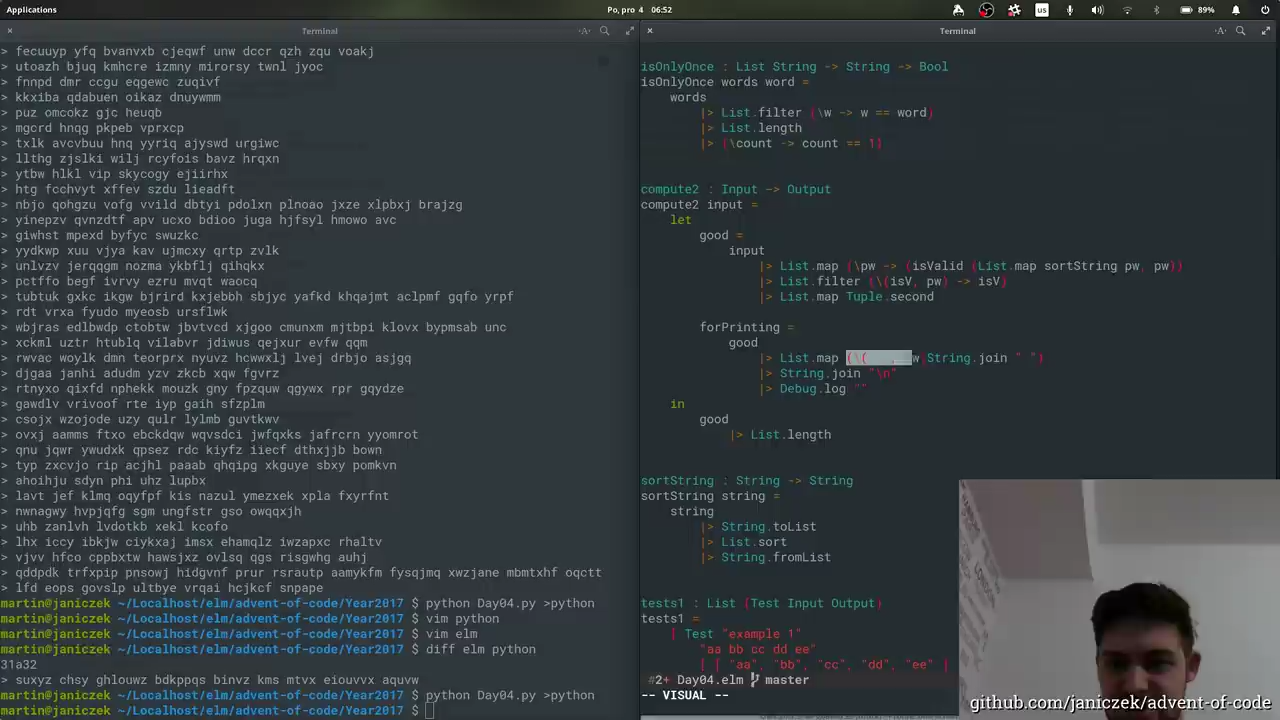 Applications
Po, pro 4 06:52
us
89%
Terminal
> fecuuyp yfq bvanvxb cjeqwf unw dccr qzh zqu voakj
> utoazh bjuq kmhcre izmny mirorsy twnl jyoc
> fnnpd dmr ccgu eqgewc zuqivf
> kkxiba qdabuen oikaz dnuywmm
> puz omcokz gjc heuqb
> mgcrd hnqg pkpeb vprxcp
> txlk avcvbuu hnq yyriq ajyswd urgiwc
> llthg zjslki wilj rcyfois bavz hrqxn
> ytbw hlkl vip skycogy ejiirhx
> htg fcchvyt xffev szdu lieadft
> nbjo qohgzu vofg vvild dbtyi pdolxn plnoao jxze xlpbxj brajzg
> yinepzv qvnzdtf apv ucxo bdioo juga hjfsyl hmowo avc
> giwhst mpexd byfyc swuzkc
> yydkwp xuu vjya kav ujmcxy qrtp zvlk
> unlvzv jerqqgm nozma ykbflj qihqkx
> pctffo begf ivrvy ezru mvqt waocq
> tubtuk gxkc ikgw bjrird kxjebbh sbjyc yafkd khqajmt aclpmf gqfo yrpf
> rdt vrxa fyudo myeosb ursflwk
> wbjras edlbwdp ctobtw jbvtvcd xjgoo cmunxm mjtbpi klovx bypmsab unc
> xckml uztr htublq vilabvr jdiwus qejxur evfw qqm
> rwvac woylk dmn teorprx nyuvz hcwwxlj lvej drbjo asjgq
> djgaa janhi adudm yzv zkcb xqw fgvrz
> rtnyxo qixfd nphekk mouzk gny fpzquw qgywx rpr gqydze
> gawdlv vrivoof rte iyp gaih sfzplm
> csojx wzojode uzy qulr lylmb guvtkwv
> ovxj aamms ftxo ebckdqw wqvsdci jwfqxks jafrcrn yyomrot
> qnu jqwr ywudxk qpsez rdc kiyfz iiecf dthxjjb bown
> typ zxcvjo rip acjhl paaab qhqipg xkguye sbxy pomkvn
> ahoihju sdyn phi uhz lupbx
> lavt jef klmq oqyfpf kis nazul ymezxek xpla fxyrfnt
> nwnagwy hvpjqfg sgm ungfstr gso owqqxjh
> uhb zanlvh lvdotkb xekl kcofo
> lhx iccy ibkjw ciykxaj imsx ehamqlz iwzapxc rhaltv
> vjvv hfco cppbxtw hawsjxz ovlsq qgs risgwhg auhj
> qddpdk trfxpip pnsowj hidgvnf prur rsrautp aamykfm fysqjmq xwzjane mbmtxhf oqctt
> lfd eops govslp ultbye vrqai hcjkcf snpape
martin@janiczek ~/Localhost/elm/advent-of-code/Year2017 $ python Day04.py >python
martin@janiczek ~/Localhost/elm/advent-of-code/Year2017 $ vim python
martin@janiczek ~/Localhost/elm/advent-of-code/Year2017 $ vim elm
martin@janiczek ~/Localhost/elm/advent-of-code/Year2017 $ diff elm python
31a32
> suxyz chsy ghlouwz bdkppqs bincv kms mtvx eiouvvx aquvw
martin@janiczek ~/Localhost/elm/advent-of-code/Year2017 $ python Day04.py >python
martin@janiczek ~/Localhost/elm/advent-of-code/Year2017 $
Terminal
isOnlyOnce : List String -> String -> Bool
isOnlyOnce words word =
words
|> List.filter (\w -> w == word)
|> List.length
|> (\count -> count == 1)
compute2 : Input -> Output
compute2 input =
let
good =
input
|> List.map (\pw -> (isValid (List.map sortString pw, pw))
|> List.filter (\(isV, pw) -> isV)
|> List.map Tuple.second
forPrinting =
good
|> List.map (\( , w String.join " ")
|> String.join "\n"
|> Debug.log ""
in
good
|> List.length
sortString : String -> String
sortString string =
string
|> String.toList
|> List.sort
|> String.fromList
tests1 : List (Test Input Output)
tests1 =
[ Test "example 1"
"aa bb cc dd ee"
[ [ "aa", "bb", "cc", "dd", "ee" ]
#2+ Day04.elm master
-- VISUAL --
github.com/janiczek/advent-of-code